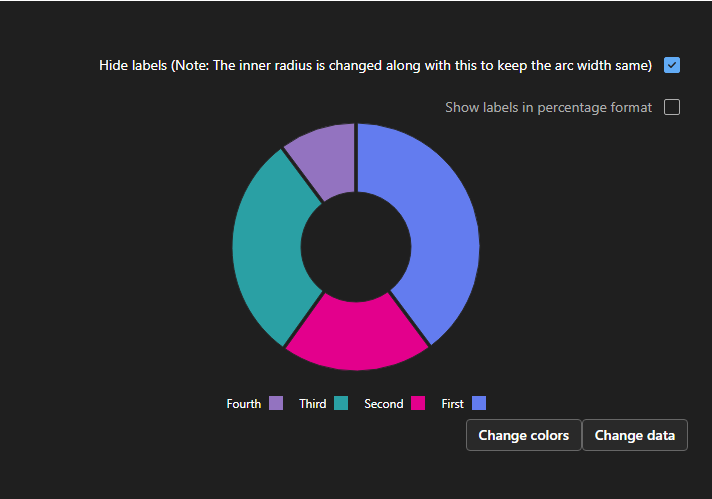 Hide labels (Note: The inner radius is changed along with this to keep the arc width same)
Show labels in percentage format
Fourth Third Second First
Change colors Change data